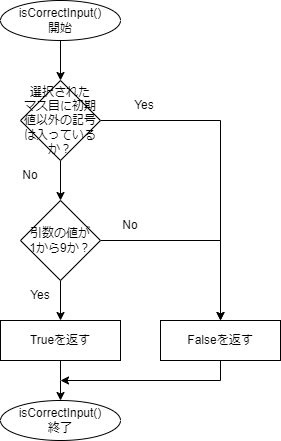 isCorrectInput()
開始
選択された
マス目に初期
値以外の記号
は入っている
か？
Yes
No
引数の値が
1から9か？
No
Yes
Trueを返す
Falseを返す
isCorrectInput()
終了